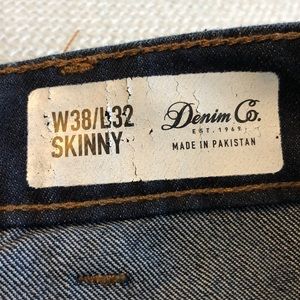 W38/L32
SKINNY
Denim Co.
EST. 1969
MADE IN PAKISTAN